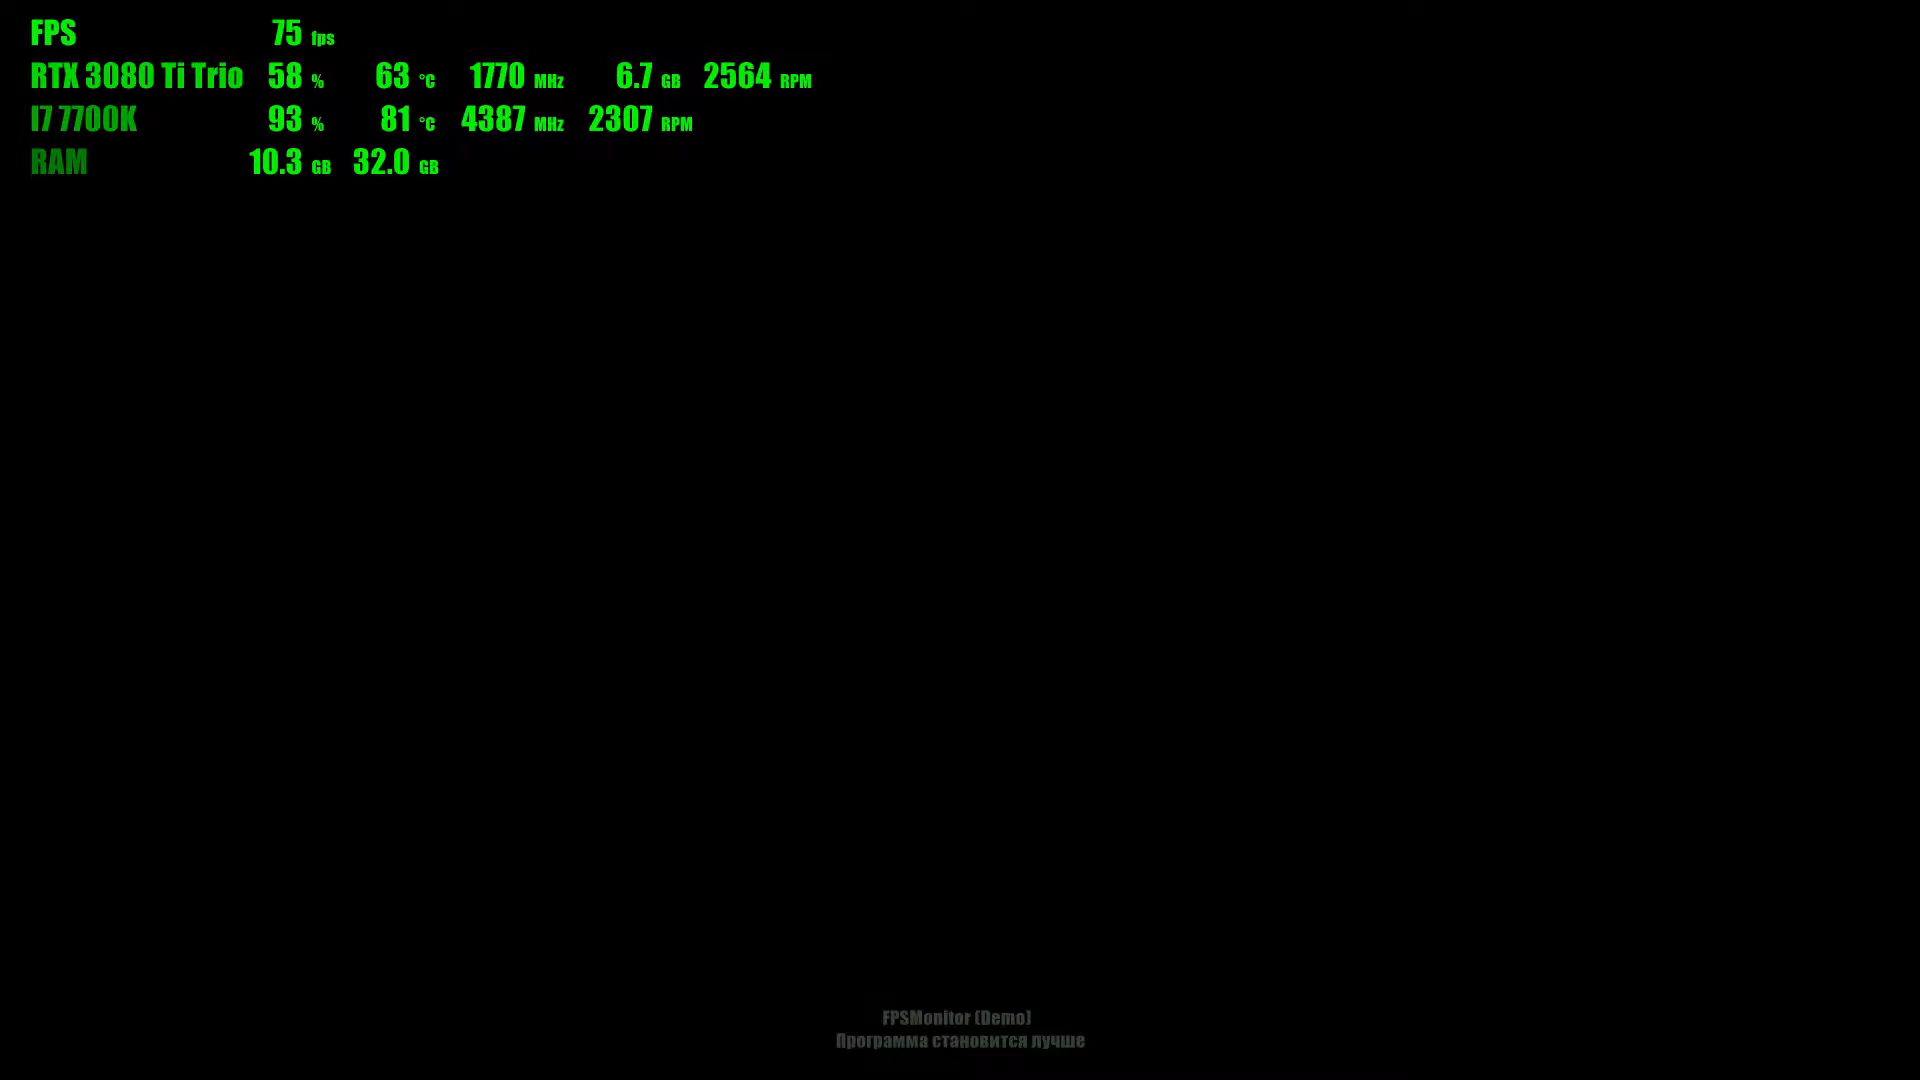 FPS 75 fps
RTX 3080 Ti Trio 58 % 63 °C 1770 MHz 6.7 GB 2564 RPM
I7 7700K 93 % 81 °C 4387 MHz 2307 RPM
RAM 10.3 GB 32.0 GB
FPSMonitor (Demo)
Программа становится лучше